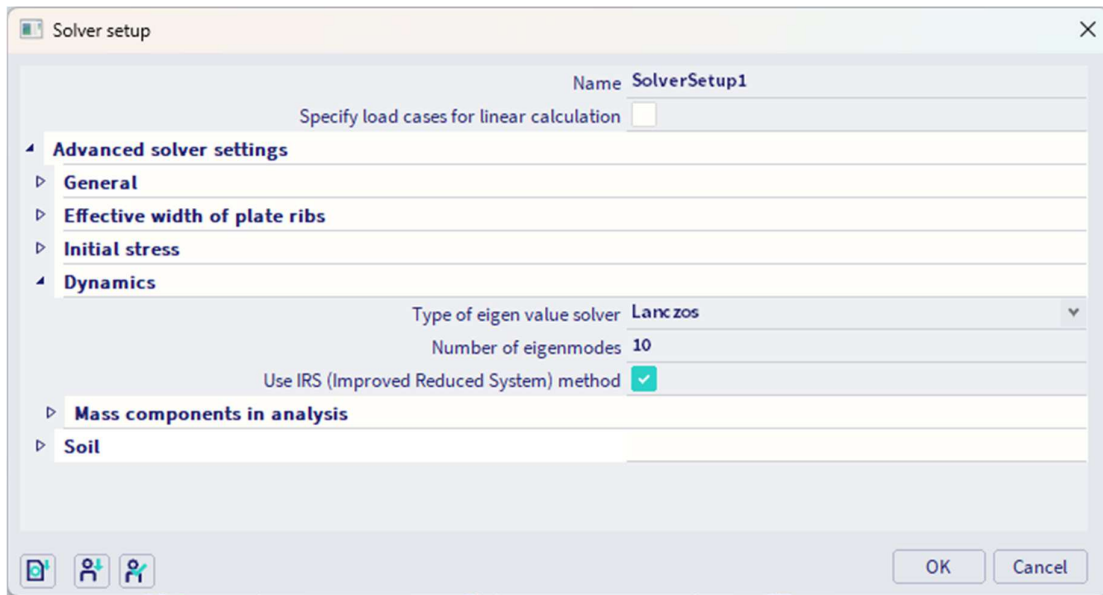 Solver setup
Name SolverSetup1
Specify load cases for linear calculation
Advanced solver settings
General
Effective width of plate ribs
Initial stress
Dynamics
Type of eigen value solver Lanczos
Number of eigenmodes 10
Use IRS (Improved Reduced System) method
Mass components in analysis
Soil
OK Cancel